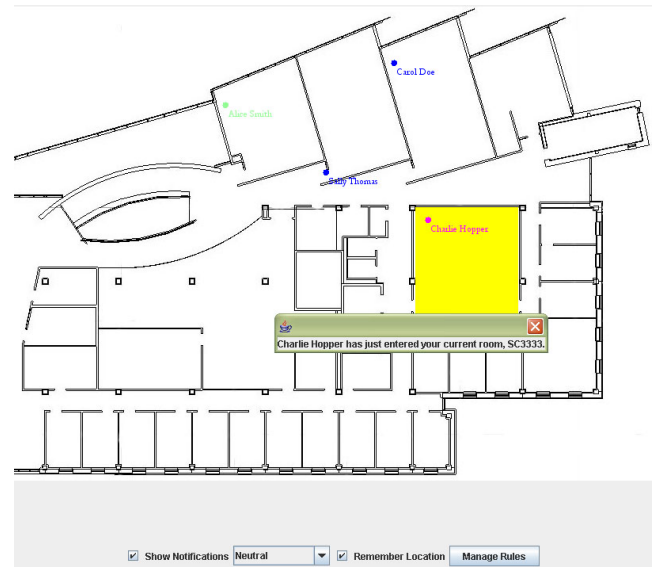 Carol Doe
Alice Smith
Sally Thomas
Charlie Hopper
Charlie Hopper has just entered your current room, SC3333.
Show Notifications Neutral Remember Location Manage Rules